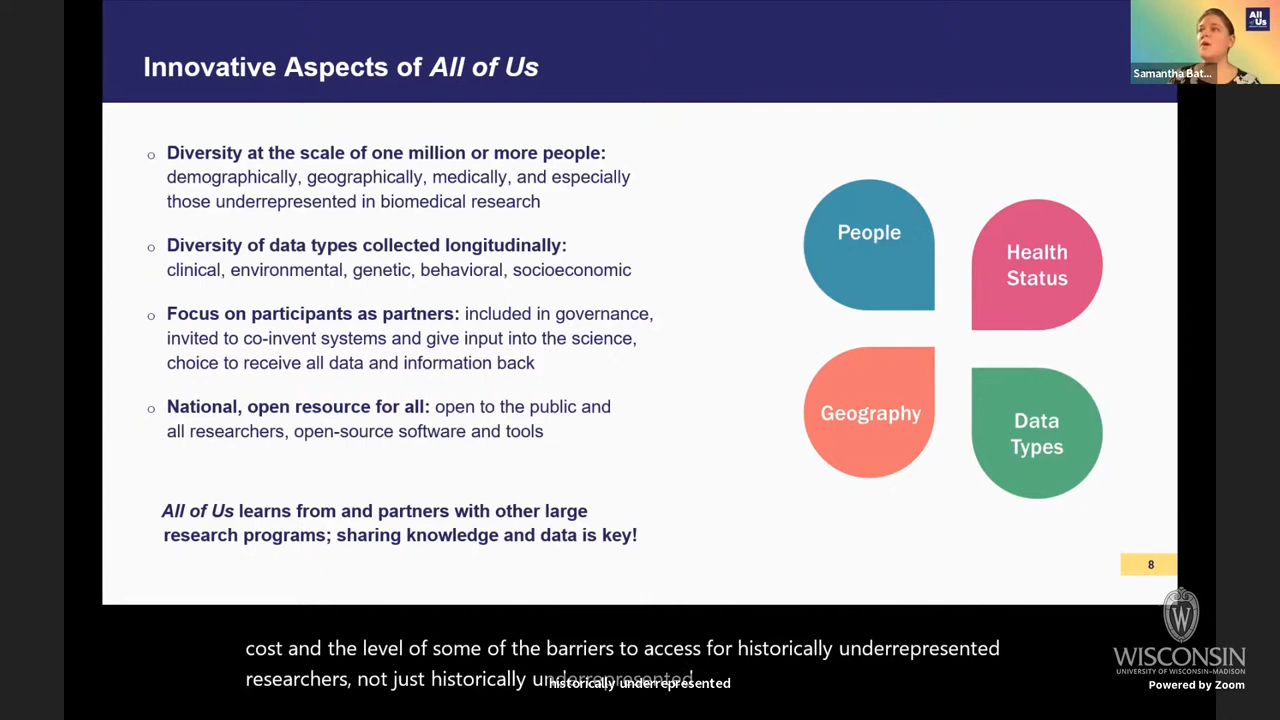 Innovative Aspects of All of Us
All of Us
Samantha Bat...
o Diversity at the scale of one million or more people:
demographically, geographically, medically, and especially
those underrepresented in biomedical research
o Diversity of data types collected longitudinally:
clinical, environmental, genetic, behavioral, socioeconomic
o Focus on participants as partners: included in governance,
invited to co-invent systems and give input into the science,
choice to receive all data and information back
o National, open resource for all: open to the public and
all researchers, open-source software and tools
All of Us learns from and partners with other large
research programs; sharing knowledge and data is key!
People
Health
Status
Geography
Data
Types
8
cost and the level of some of the barriers to access for historically underrepresented
researchers, not just historically underrepresented
historically underrepresented
W
WISCONSIN
UNIVERSITY OF WISCONSIN–MADISON
Powered by Zoom